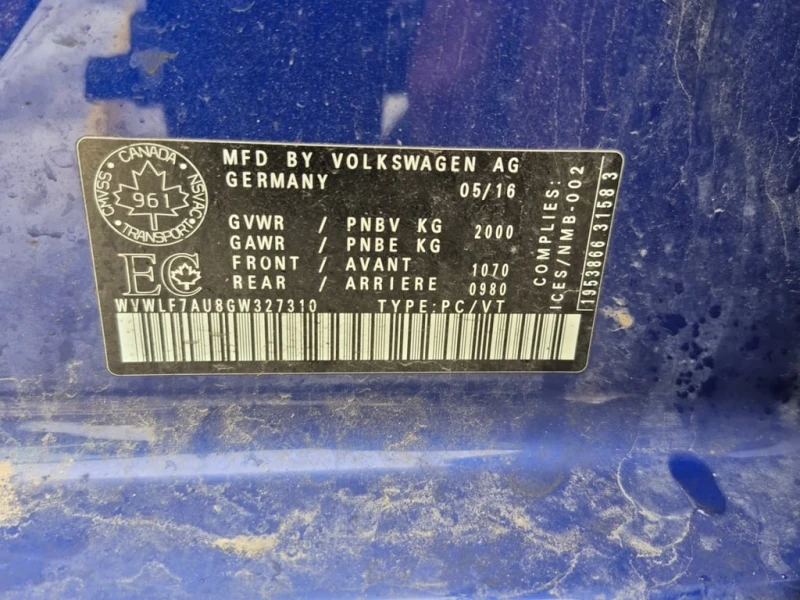 CANADA
CMVSS NSVAC
961
TRANSPORT
EC
MFD BY VOLKSWAGEN AG
GERMANY 05/16
GVWR / PNBV KG 2000
GAWR / PNBE KG
FRONT / AVANT 1070
REAR / ARRIERE 0980
WVWLF7AU8GW327310 TYPE:PC/VT
COMPLIES:
ICES/NMB-002
1953866 31583